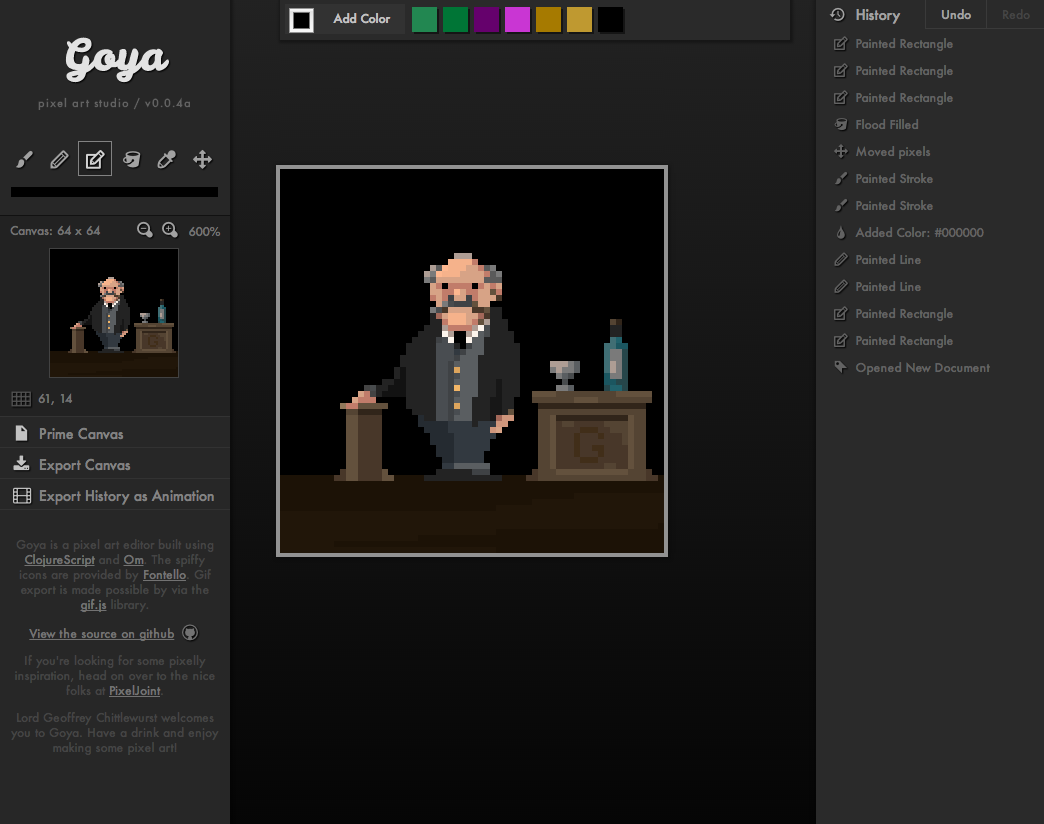 Goya
pixel art studio / v0.0.4a
Canvas: 64 x 64
600%
61, 14
Prime Canvas
Export Canvas
Export History as Animation
Goya is a pixel art editor built using
ClojureScript and Om. The spiffy
icons are provided by Fontello. Gif
export is made possible by via the
gif.js library.
View the source on github
If you're looking for some pixelly
inspiration, head on over to the nice
folks at PixelJoint.
Lord Geoffrey Chittlewurst welcomes
you to Goya. Have a drink and enjoy
making some pixel art!
Add Color
G
History
Undo
Redo
Painted Rectangle
Painted Rectangle
Painted Rectangle
Flood Filled
Moved pixels
Painted Stroke
Painted Stroke
Added Color: #000000
Painted Line
Painted Line
Painted Rectangle
Painted Rectangle
Opened New Document